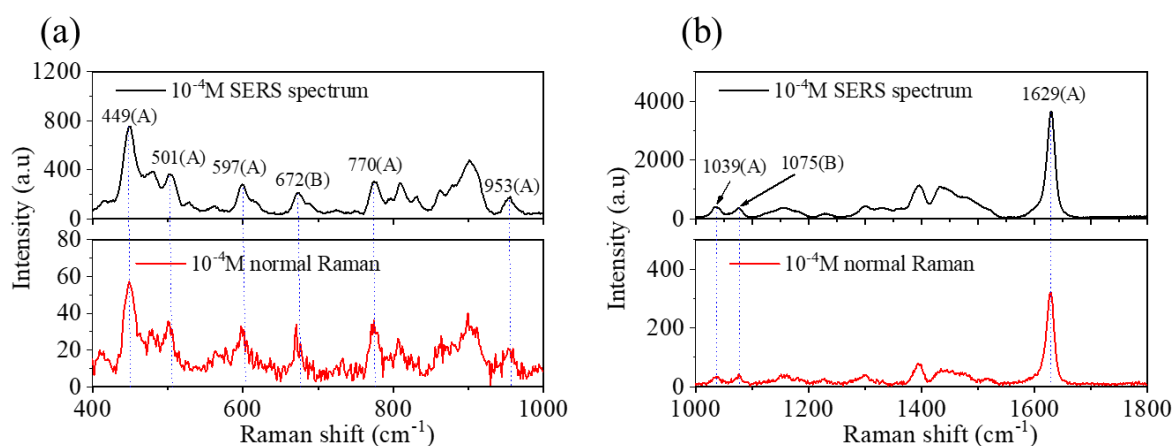 (a)
1200
800
400
0
10⁻⁴M SERS spectrum
449(A)
501(A)
597(A)
672(B)
770(A)
953(A)
Intensity (a.u)
80
60
40
20
0
10⁻⁴M normal Raman
400 600 800 1000
Raman shift (cm⁻¹)
(b)
4000
2000
0
10⁻⁴M SERS spectrum
1039(A)
1075(B)
1629(A)
Intensity (a.u)
400
200
0
10⁻⁴M normal Raman
1000 1200 1400 1600 1800
Raman shift (cm⁻¹)